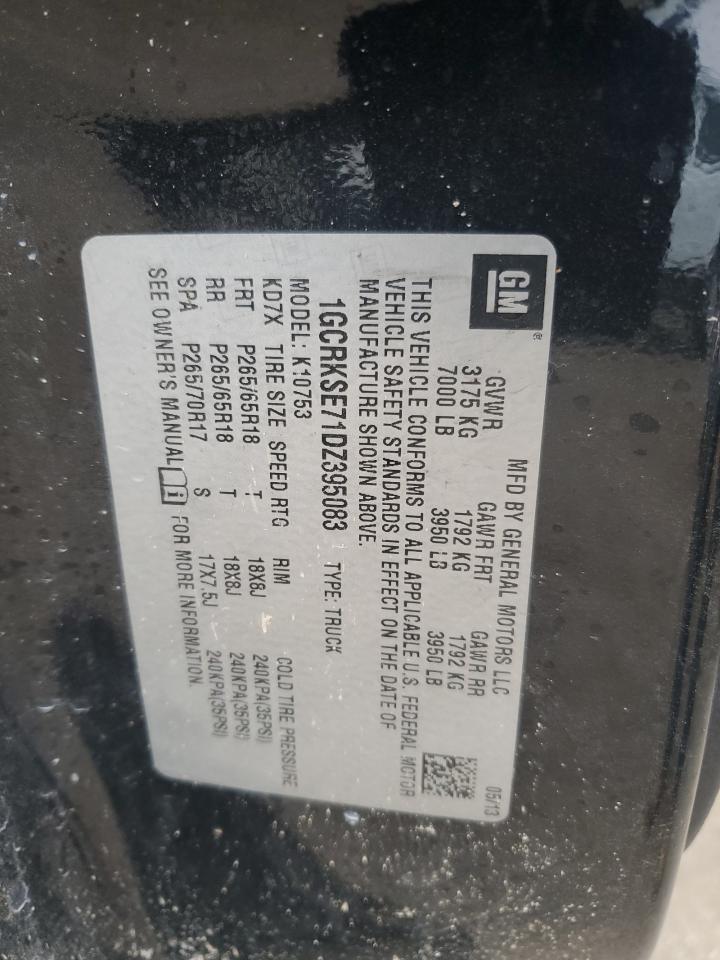 GM ®
MFD BY GENERAL MOTORS LLC 05/13
GVWR GAWR FRT GAWR RR
3175 KG 1792 KG 1792 KG
7000 LB 3950 LB 3950 LB
THIS VEHICLE CONFORMS TO ALL APPLICABLE U.S. FEDERAL MOTOR
VEHICLE SAFETY STANDARDS IN EFFECT ON THE DATE OF
MANUFACTURE SHOWN ABOVE.
1GCRKSE71DZ395083 TYPE: TRUCK
MODEL: K10753
KD7X TIRE SIZE SPEED RTG RIM COLD TIRE PRESSURE
FRT P265/65R18 T 18X8J 240KPA(35PSI)
RR P265/65R18 T 18X8J 240KPA(35PSI)
SPA P265/70R17 S 17X7.5J 240KPA(35PSI)
SEE OWNER'S MANUAL FOR MORE INFORMATION.